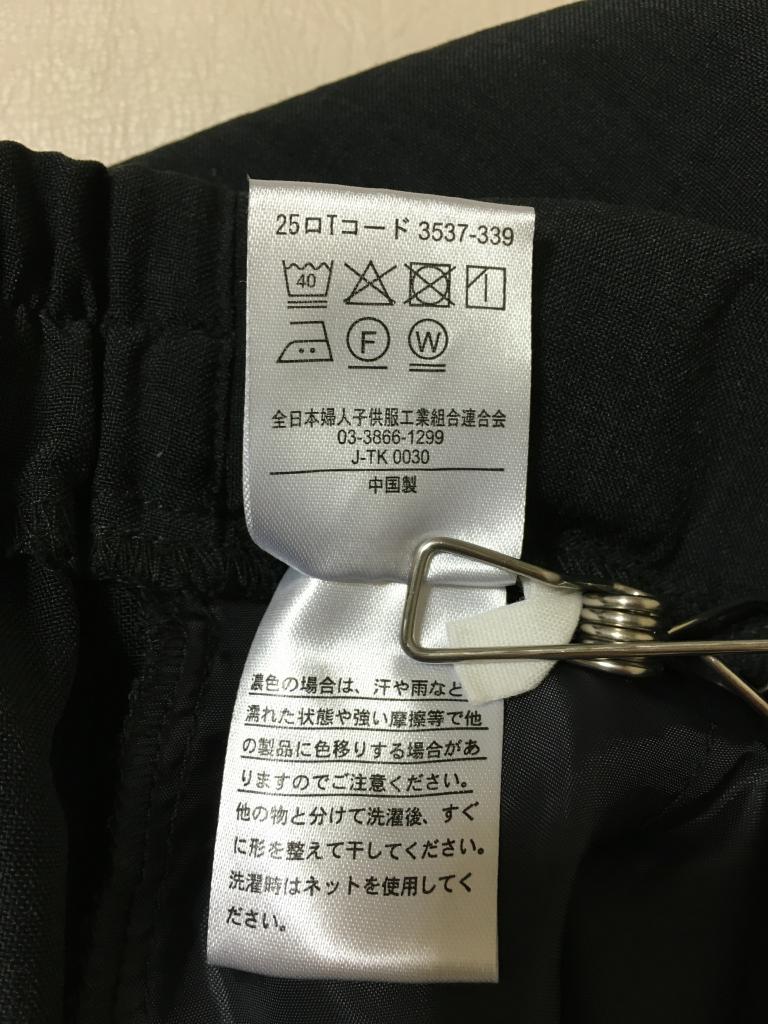 25ロTコード 3537-339
40
F W
全日本婦人子供服工業組合連合会
03-3866-1299
J-TK 0030
中国製
濃色の場合は、汗や雨など
濡れた状態や強い摩擦等で他
の製品に色移りする場合があ
りますのでご注意ください。
他の物と分けて洗濯後、すぐ
に形を整えて干してください。
洗濯時はネットを使用してく
ださい。